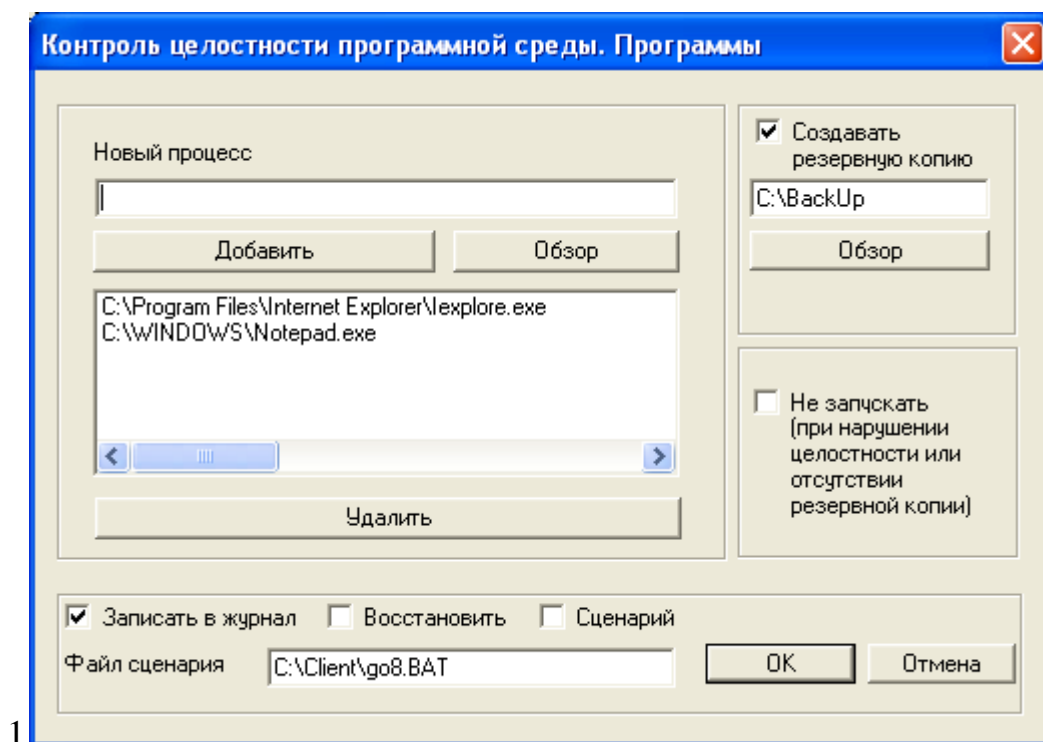 Контроль целостности программной среды. Программы
Новый процесс
Добавить
Обзор
C:\Program Files\Internet Explorer\Iexplore.exe
C:\WINDOWS\Notepad.exe
Удалить
Создавать
резервную копию
C:\BackUp
Обзор
Не запускать
(при нарушении
целостности или
отсутствии
резервной копии)
Записать в журнал
Восстановить
Сценарий
Файл сценария
C:\Client\go8.BAT
OK
Отмена
1